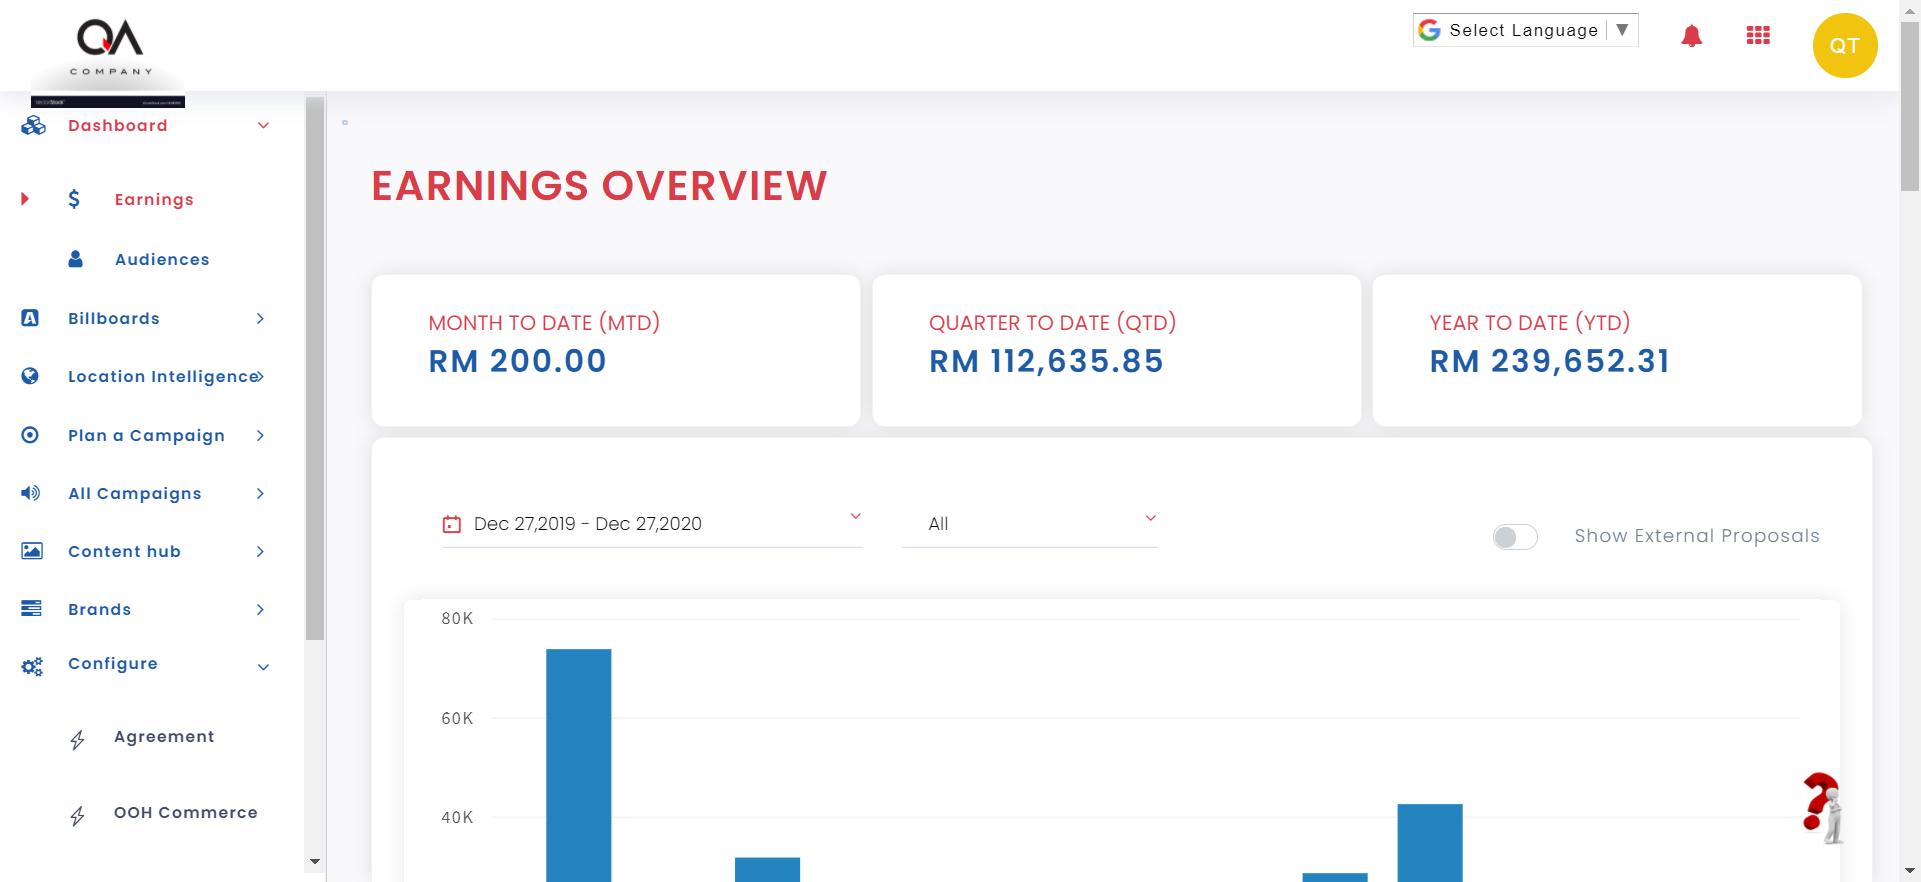 QA
COMPANY
Select Language ▼
QT
Dashboard
Earnings
Audiences
Billboards
Location Intelligence
Plan a Campaign
All Campaigns
Content hub
Brands
Configure
Agreement
OOH Commerce
EARNINGS OVERVIEW
MONTH TO DATE (MTD)
RM 200.00
QUARTER TO DATE (QTD)
RM 112,635.85
YEAR TO DATE (YTD)
RM 239,652.31
Dec 27,2019 - Dec 27,2020
All
Show External Proposals
80K
60K
40K